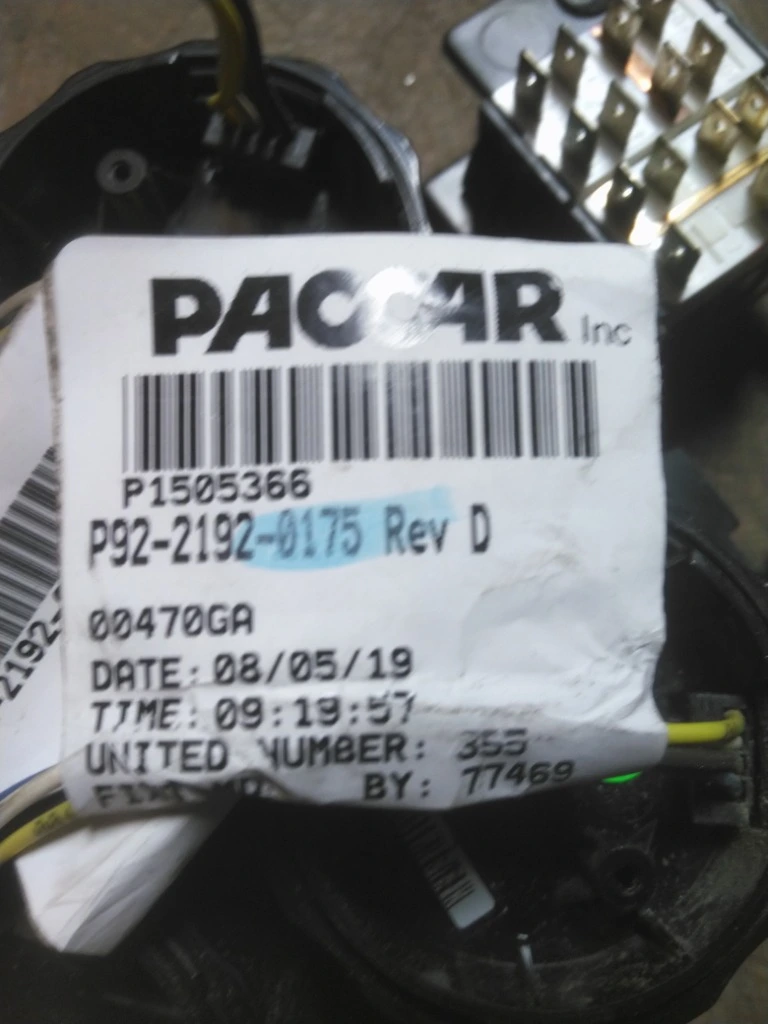 PACCAR Inc
P1505366
P92-2192-0175 Rev D
00470GA
DATE: 08/05/19
TIME: 09:19:57
UNITED NUMBER: 355
BY: 77469
2192-